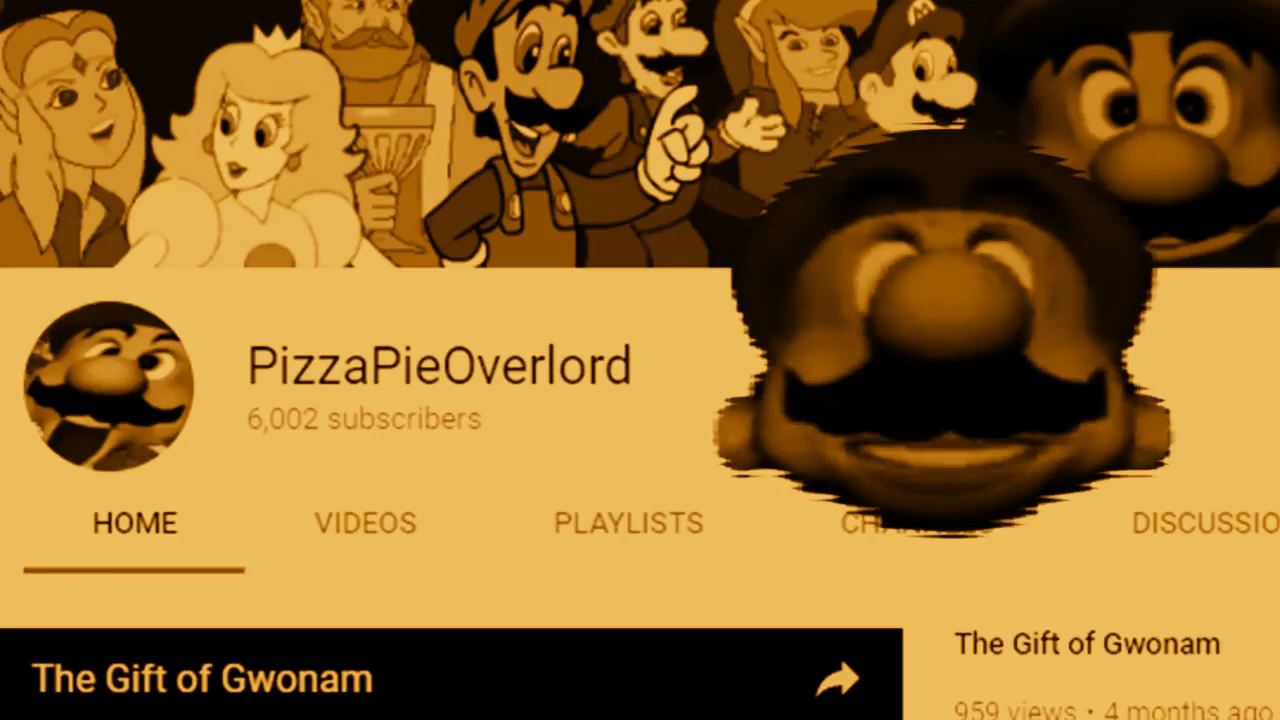 M
PizzaPieOverlord
6,002 subscribers
HOME VIDEOS PLAYLISTS DISCUSSIO
The Gift of Gwonam
The Gift of Gwonam
959 views • 4 months ago